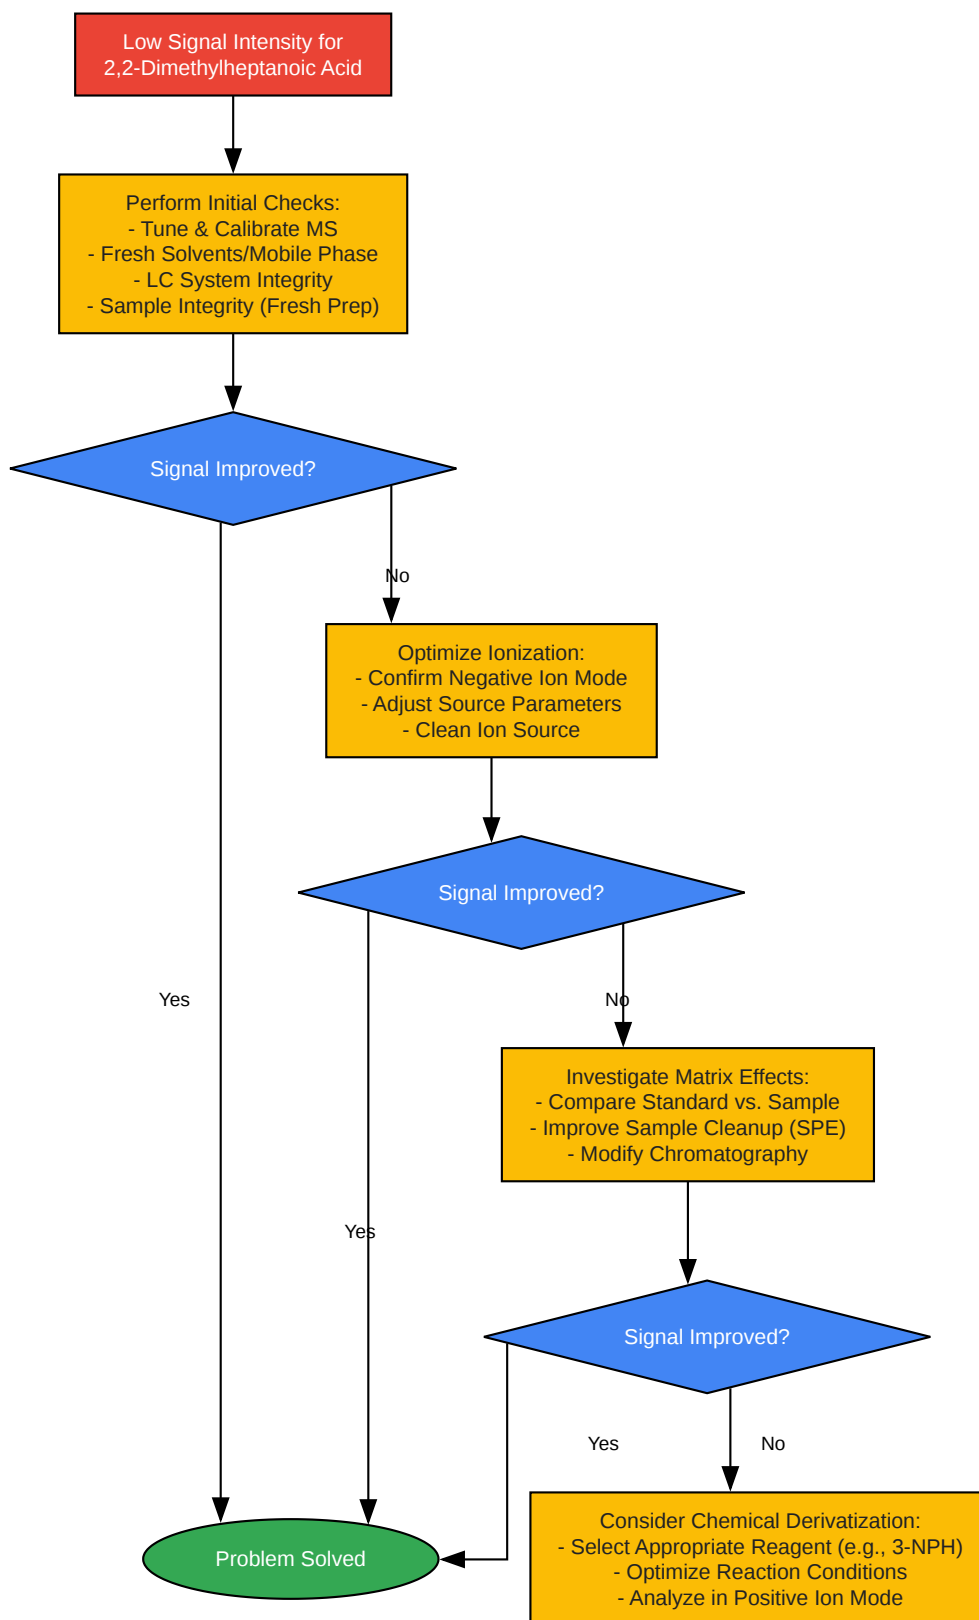 Low Signal Intensity for
2,2-Dimethylheptanoic Acid
Perform Initial Checks:
- Tune & Calibrate MS
- Fresh Solvents/Mobile Phase
- LC System Integrity
- Sample Integrity (Fresh Prep)
Signal Improved?
No
Optimize Ionization:
- Confirm Negative Ion Mode
- Adjust Source Parameters
- Clean Ion Source
Signal Improved?
Yes
No
Investigate Matrix Effects:
- Compare Standard vs. Sample
- Improve Sample Cleanup (SPE)
- Modify Chromatography
Yes
Signal Improved?
Yes
No
Consider Chemical Derivatization:
- Select Appropriate Reagent (e.g., 3-NPH)
- Optimize Reaction Conditions
- Analyze in Positive Ion Mode
Problem Solved